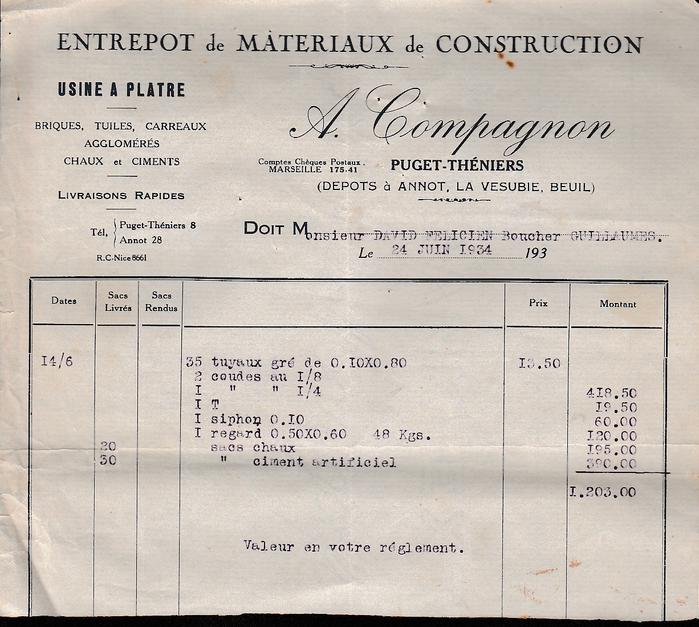 ENTREPOT de MATERIAUX de CONSTRUCTION
USINE A PLATRE
BRIQUES, TUILES, CARREAUX
AGGLOMÉRÉS
CHAUX et CIMENTS
LIVRAISONS RAPIDES
Tél, Puget-Théniers 8
Annot 28
R.C. Nice 8661
A. Compagnon
Comptes Chèques Postaux.
MARSEILLE 175-41
PUGET-THÉNIERS
(DEPOTS à ANNOT, LA VESUBIE, BEUIL)
DOIT Monsieur DAVID FELICIEN Boucher GUILLAUMES.
Le 24 JUIN I934 193
Dates Sacs Livrés Sacs Rendus Prix Montant
I4/6 35 tuyaux gré de 0.I0X0.80 I3.50
2 coudes au I/8
I " " I/4 4I8.50
I T I9.50
I siphon 0.I0 60.00
I regard 0.50X0.60 48 Kgs. I20.00
20 sacs chaux I95.00
30 " ciment artificiel 390.00
I.203.00
Valeur en votre réglement.